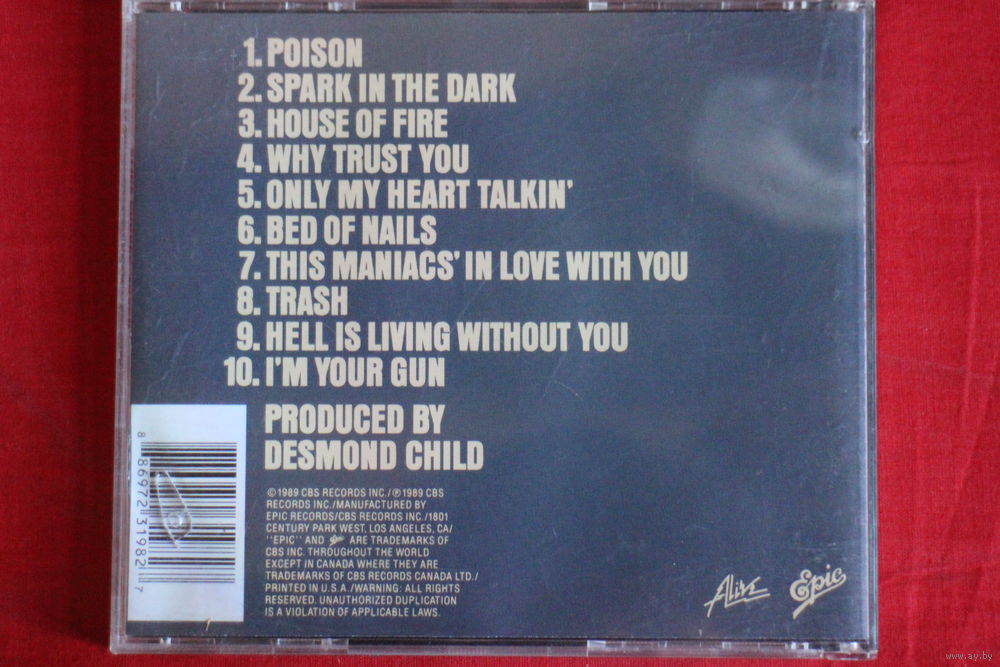 1. POISON
2. SPARK IN THE DARK
3. HOUSE OF FIRE
4. WHY TRUST YOU
5. ONLY MY HEART TALKIN'
6. BED OF NAILS
7. THIS MANIACS' IN LOVE WITH YOU
8. TRASH
9. HELL IS LIVING WITHOUT YOU
10. I'M YOUR GUN
PRODUCED BY
DESMOND CHILD
©1989 CBS RECORDS INC./℗1989 CBS
RECORDS INC./MANUFACTURED BY
EPIC RECORDS/CBS RECORDS INC./1801
CENTURY PARK WEST, LOS ANGELES, CA/
''EPIC'' AND ARE TRADEMARKS OF
CBS INC. THROUGHOUT THE WORLD
EXCEPT IN CANADA WHERE THEY ARE
TRADEMARKS OF CBS RECORDS CANADA LTD./
PRINTED IN U.S.A./WARNING: ALL RIGHTS
RESERVED. UNAUTHORIZED DUPLICATION
IS A VIOLATION OF APPLICABLE LAWS.
8 86972 31982 7
Alive
Epic
www.ay.by